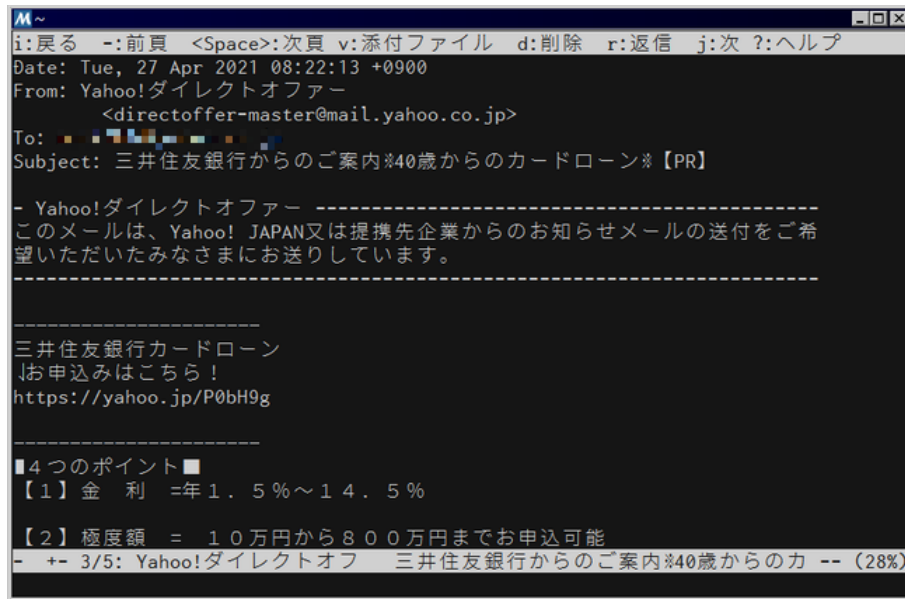 M~
i:戻る -:前頁 <Space>:次頁 v:添付ファイル d:削除 r:返信 j:次 ?:ヘルプ
Date: Tue, 27 Apr 2021 08:22:13 +0900
From: Yahoo!ダイレクトオファー
<directoffer-master@mail.yahoo.co.jp>
To:
Subject: 三井住友銀行からのご案内※40歳からのカードローン※【PR】
- Yahoo!ダイレクトオファー --------------------------------------------
このメールは、Yahoo! JAPAN又は提携先企業からのお知らせメールの送付をご希
望いただいたみなさまにお送りしています。
----------------------------------------------------------------------
______________________
三井住友銀行カードローン
↓お申込みはこちら！
https://yahoo.jp/P0bH9g
______________________
■４つのポイント■
【１】金　利　=年１．５％～１４．５％
【２】極度額　=　１０万円から８００万円までお申込可能
- +- 3/5: Yahoo!ダイレクトオフ 三井住友銀行からのご案内※40歳からのカ -- (28%)